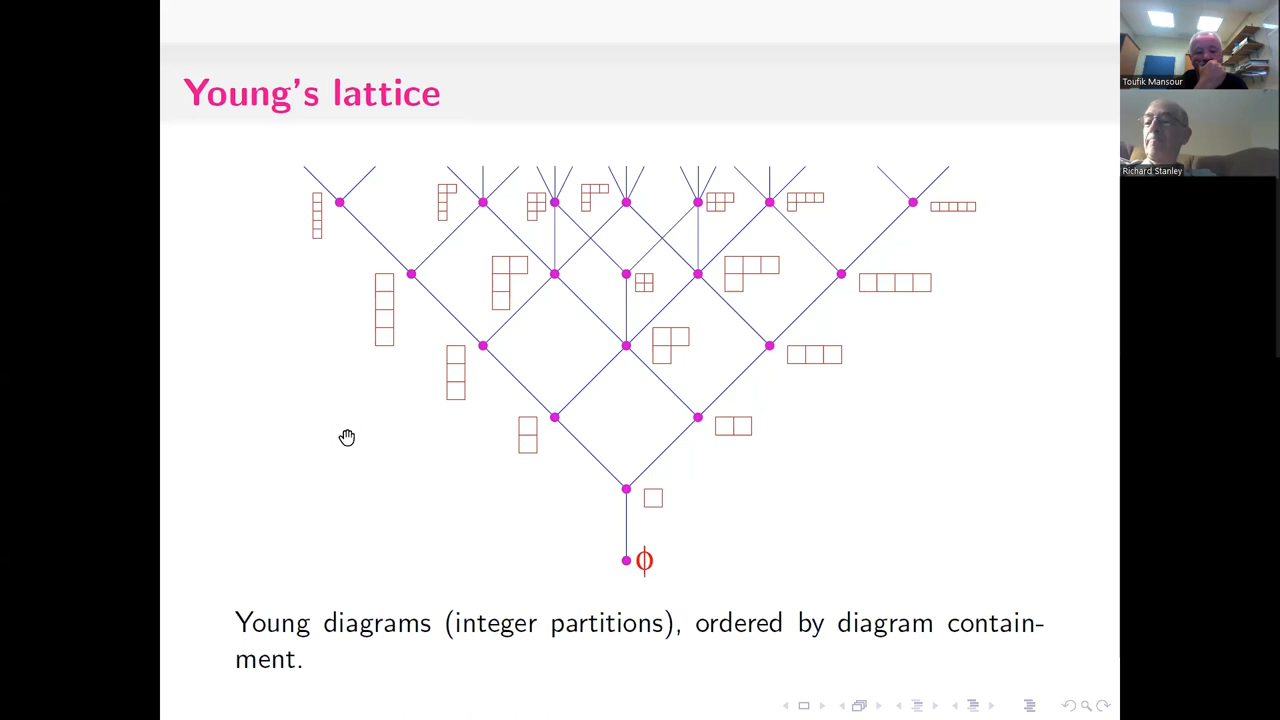 Young's lattice
Toufik Mansour
Richard Stanley
ϕ
Young diagrams (integer partitions), ordered by diagram contain-
ment.